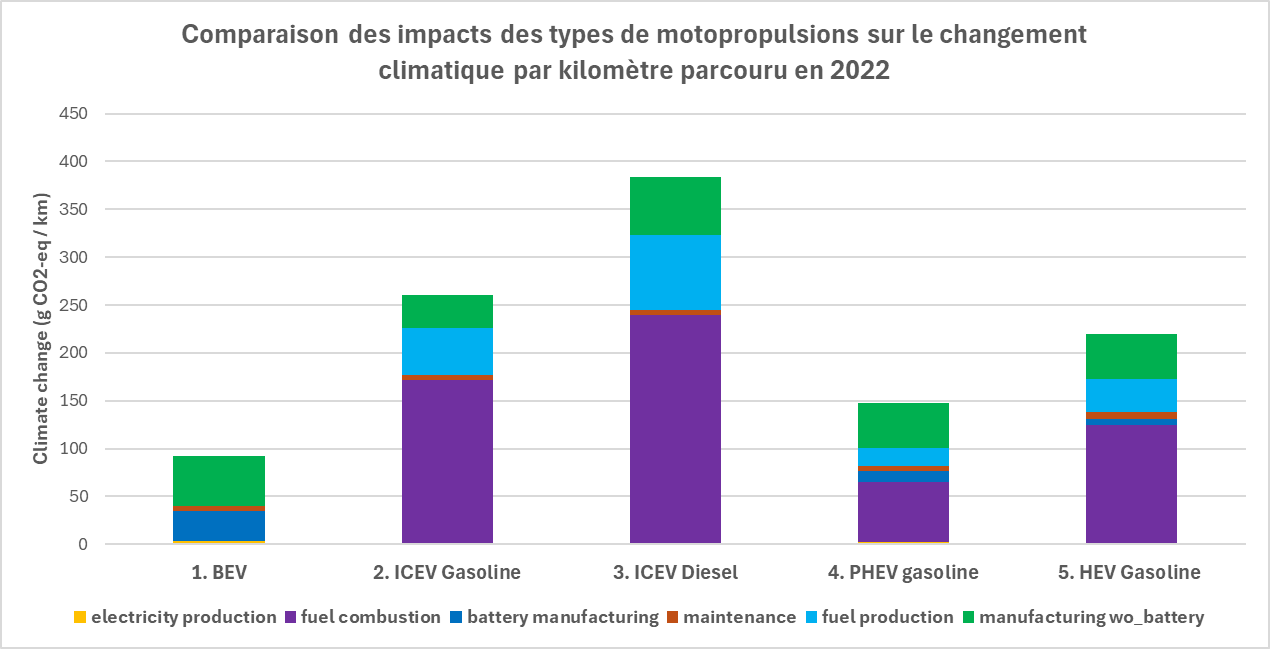 Comparaison des impacts des types de motopropulsions sur le changement
climatique par kilomètre parcouru en 2022
Climate change (g CO2-eq / km)
450
400
350
300
250
200
150
100
50
0
1. BEV
2. ICEV Gasoline
3. ICEV Diesel
4. PHEV gasoline
5. HEV Gasoline
electricity production
fuel combustion
battery manufacturing
maintenance
fuel production
manufacturing wo_battery